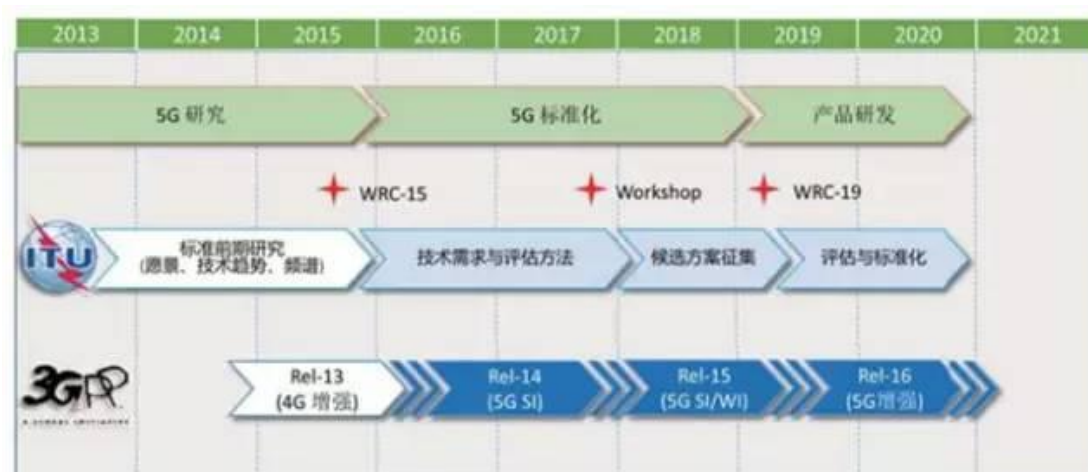 2013 2014 2015 2016 2017 2018 2019 2020 2021
5G 研究 5G 标准化 产品研发
WRC-15 Workshop WRC-19
ITU
标准前期研究
(愿景、技术趋势、频谱)
技术需求与评估方法 候选方案征集 评估与标准化
3GPP
A GLOBAL INITIATIVE
Rel-13 Rel-14 Rel-15 Rel-16
(4G 增强) (5G SI) (5G SI/WI) (5G增强)